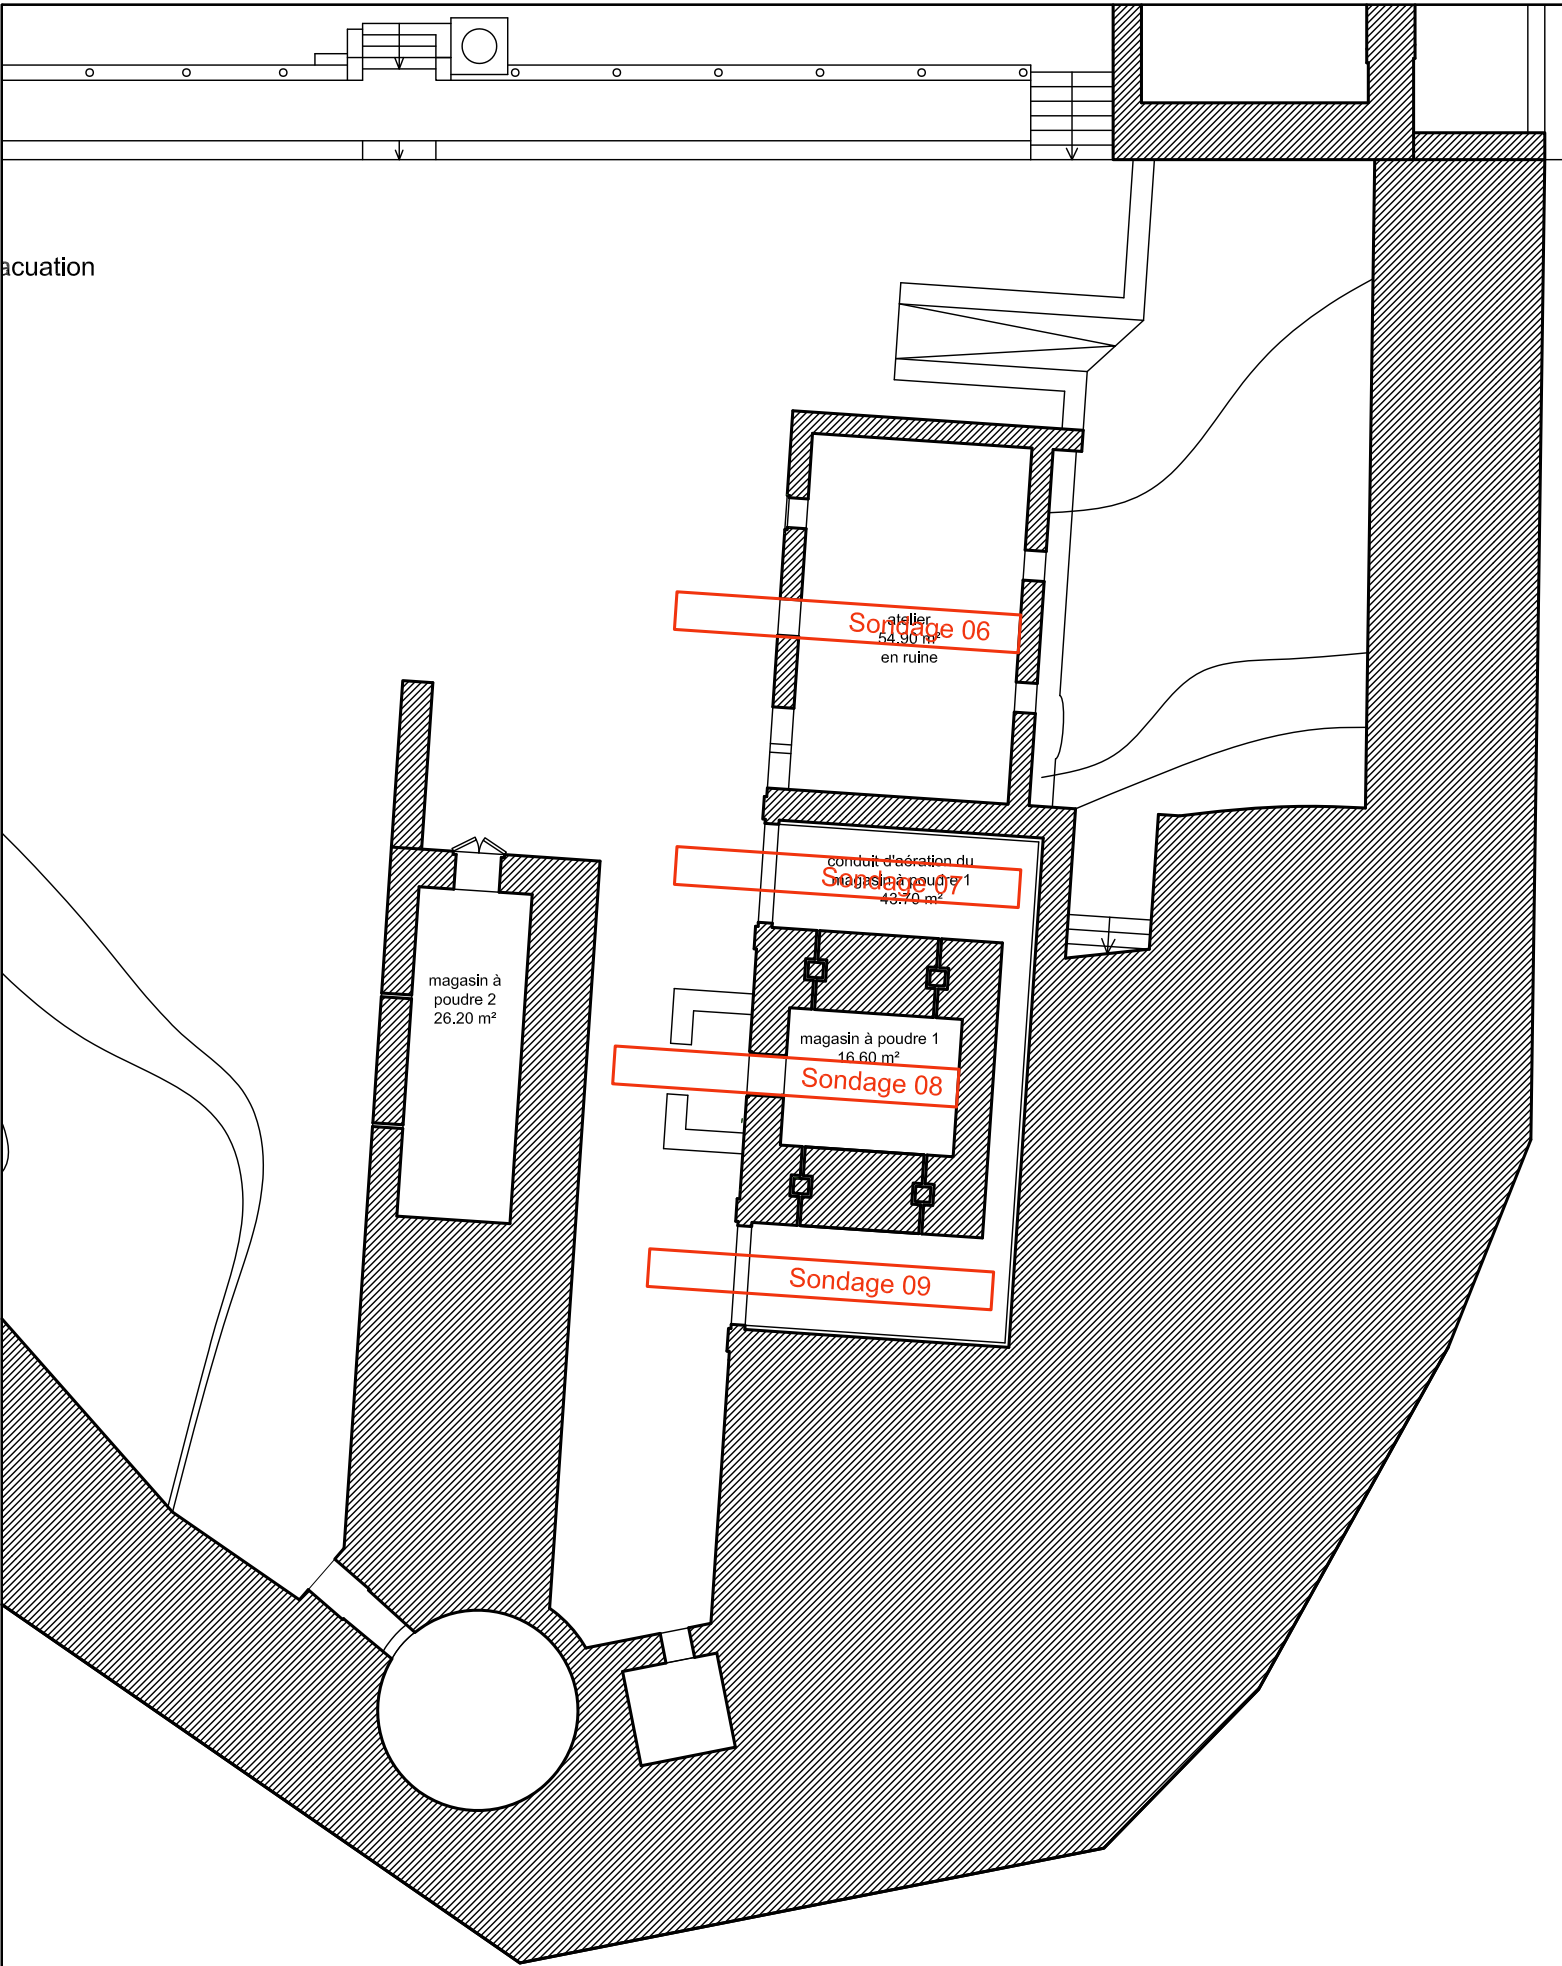 acuation
atelier
Sondage 06
54.90 m²
en ruine
conduit d'aération du
magasin à poudre 1
Sondage 07
43.70 m²
magasin à
poudre 2
26.20 m²
magasin à poudre 1
16.60 m²
Sondage 08
Sondage 09